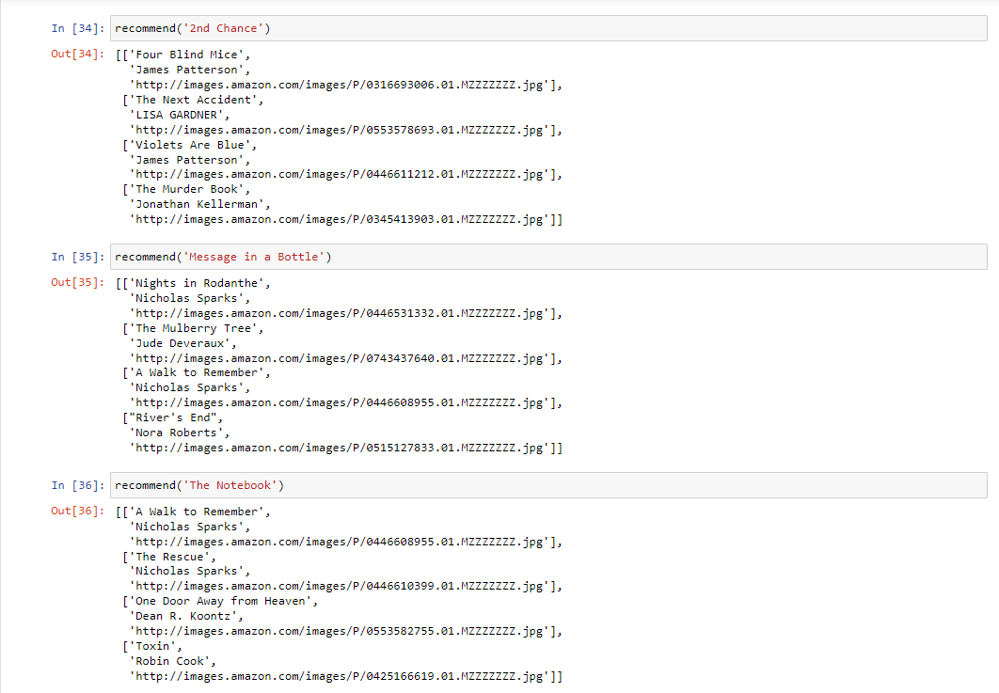 In [34]: recommend('2nd Chance')
Out[34]: [['Four Blind Mice',
'James Patterson',
'http://images.amazon.com/images/P/0316693006.01.MZZZZZZZ.jpg'],
['The Next Accident',
'LISA GARDNER',
'http://images.amazon.com/images/P/0553578693.01.MZZZZZZZ.jpg'],
['Violets Are Blue',
'James Patterson',
'http://images.amazon.com/images/P/0446611212.01.MZZZZZZZ.jpg'],
['The Murder Book',
'Jonathan Kellerman',
'http://images.amazon.com/images/P/0345413903.01.MZZZZZZZ.jpg']]
In [35]: recommend('Message in a Bottle')
Out[35]: [['Nights in Rodanthe',
'Nicholas Sparks',
'http://images.amazon.com/images/P/0446531332.01.MZZZZZZZ.jpg'],
['The Mulberry Tree',
'Jude Deveraux',
'http://images.amazon.com/images/P/0743437640.01.MZZZZZZZ.jpg'],
['A Walk to Remember',
'Nicholas Sparks',
'http://images.amazon.com/images/P/0446608955.01.MZZZZZZZ.jpg'],
["River's End",
'Nora Roberts',
'http://images.amazon.com/images/P/0515127833.01.MZZZZZZZ.jpg']]
In [36]: recommend('The Notebook')
Out[36]: [['A Walk to Remember',
'Nicholas Sparks',
'http://images.amazon.com/images/P/0446608955.01.MZZZZZZZ.jpg'],
['The Rescue',
'Nicholas Sparks',
'http://images.amazon.com/images/P/0446610399.01.MZZZZZZZ.jpg'],
['One Door Away from Heaven',
'Dean R. Koontz',
'http://images.amazon.com/images/P/0553582755.01.MZZZZZZZ.jpg'],
['Toxin',
'Robin Cook',
'http://images.amazon.com/images/P/0425166619.01.MZZZZZZZ.jpg']]